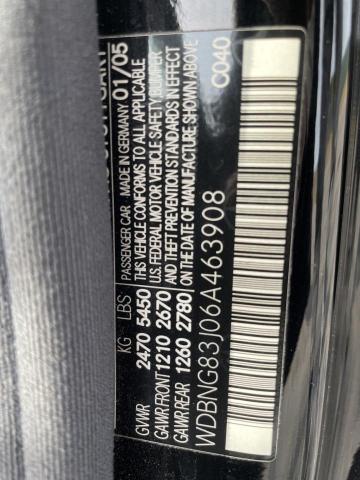 STUTTGART
MADE IN GERMANY 01/05
PASSENGER CAR
THIS VEHICLE CONFORMS TO ALL APPLICABLE
U.S. FEDERAL MOTOR VEHICLE SAFETY/BUMPER
AND THEFT PREVENTION STANDARDS IN EFFECT
ON THE DATE OF MANUFACTURE SHOWN ABOVE
C040
KG LBS
GVWR 2470 5450
GAWR FRONT 1210 2670
GAWR REAR 1260 2780
WDBNG83J06A463908